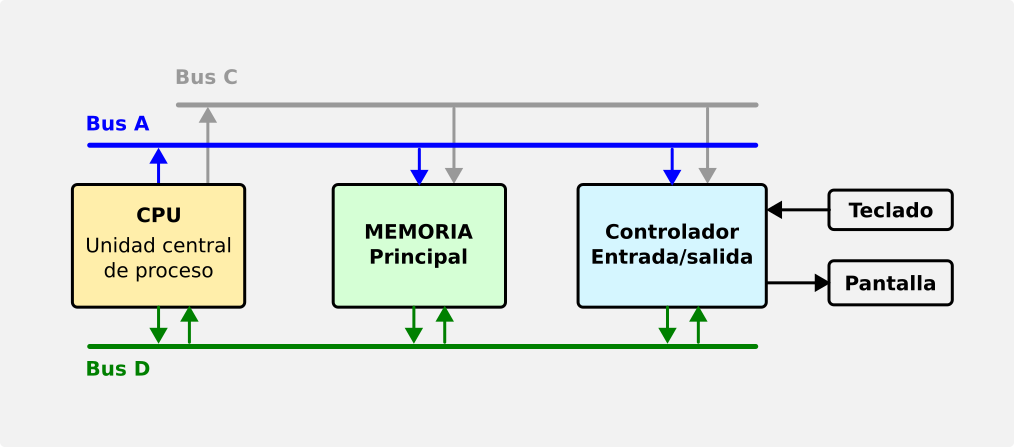 Bus C
Bus A
CPU
Unidad central
de proceso
MEMORIA
Principal
Controlador
Entrada/salida
Teclado
Pantalla
Bus D